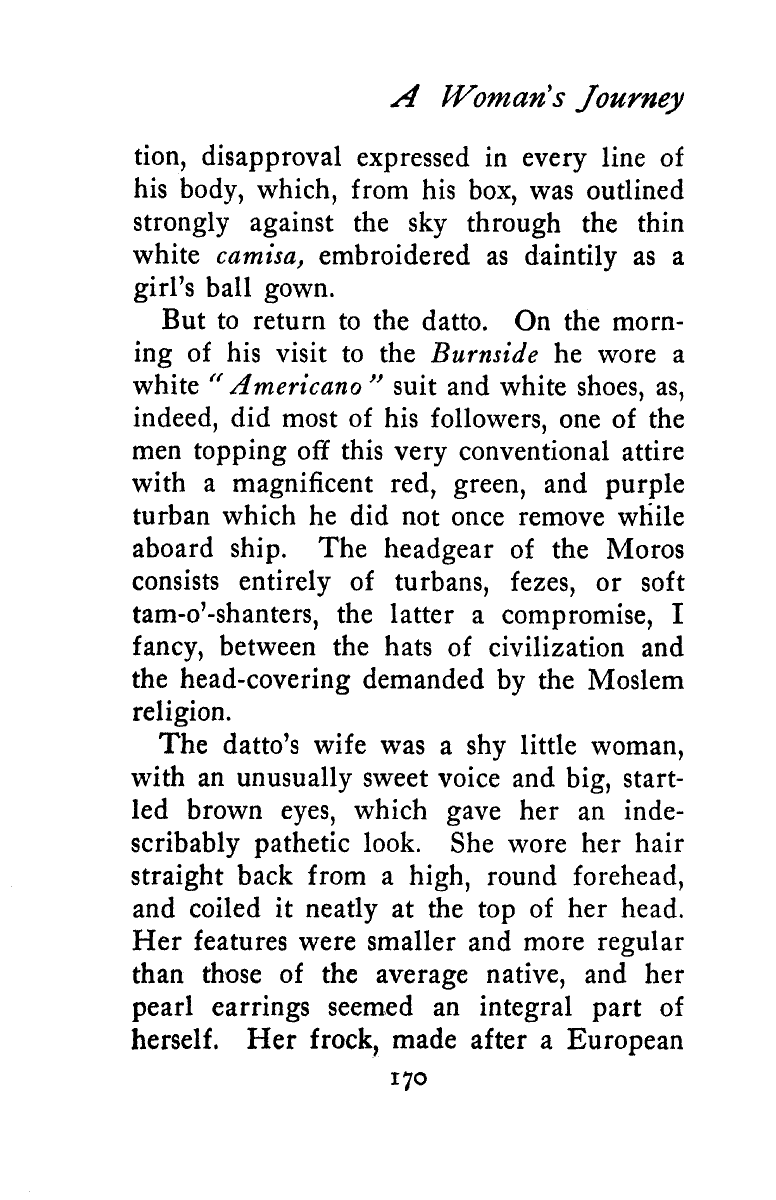 A Woman's Journey
tion, disapproval expressed in every line of
his body, which, from his box, was outlined
strongly against the sky through the thin
white camisa, embroidered as daintily as a
girl's ball gown.
But to return to the datto. On the morn-
ing of his visit to the Burnside he wore a
white "Americano" suit and white shoes, as,
indeed, did most of his followers, one of the
men topping off this very conventional attire
with a magnificent red, green, and purple
turban which he did not once remove while
aboard ship. The headgear of the Moros
consists entirely of turbans, fezes, or soft
tam-o'-shanters, the latter a compromise, I
fancy, between the hats of civilization and
the head-covering demanded by the Moslem
religion.
The datto's wife was a shy little woman,
with an unusually sweet voice and big, start-
led brown eyes, which gave her an inde-
scribably pathetic look. She wore her hair
straight back from a high, round forehead,
and coiled it neatly at the top of her head.
Her features were smaller and more regular
than those of the average native, and her
pearl earrings seemed an integral part of
herself. Her frock, made after a European
170